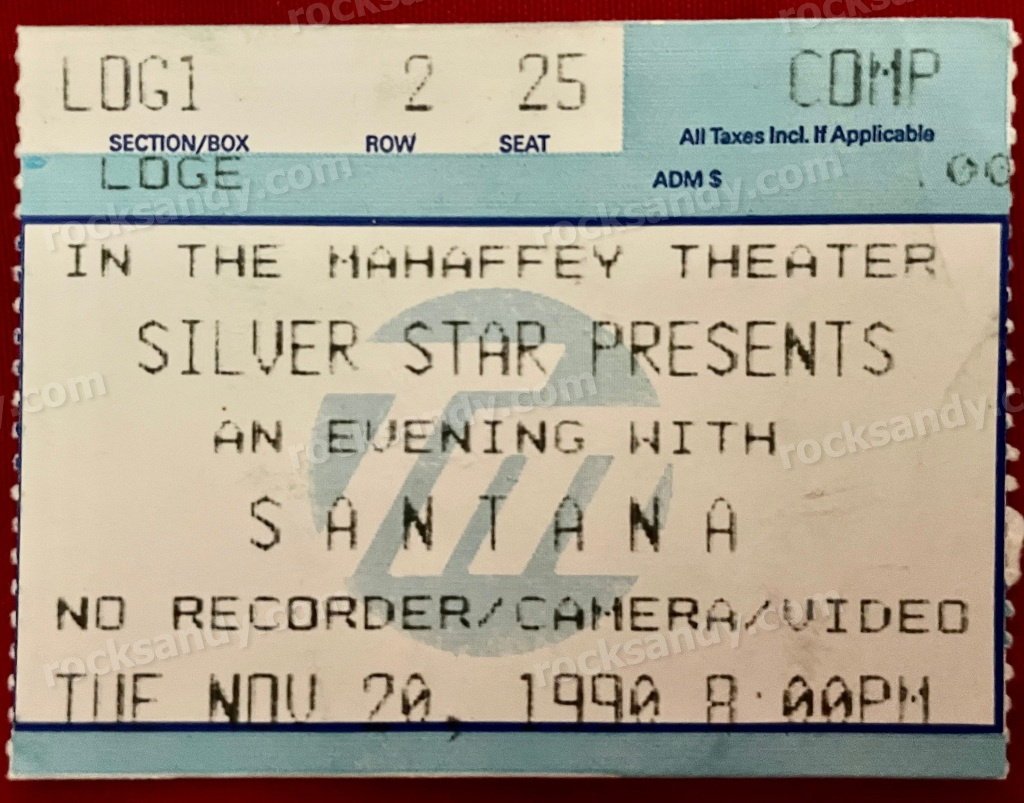 LOG1 2 25 COMP
SECTION/BOX ROW SEAT All Taxes Incl. If Applicable
LOGE ADM $ .00
IN THE MAHAFFEY THEATER
SILVER STAR PRESENTS
AN EVENING WITH
SANTANA
NO RECORDER/CAMERA/VIDEO
TUE NOV 20, 1990 8:00PM
rocksandy.com